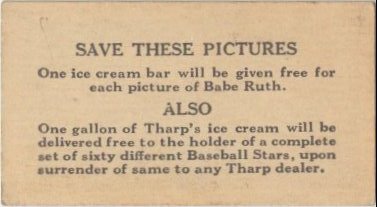 SAVE THESE PICTURES
One ice cream bar will be given free for
each picture of Babe Ruth.
ALSO
One gallon of Tharp's ice cream will be
delivered free to the holder of a complete
set of sixty different Baseball Stars, upon
surrender of same to any Tharp dealer.